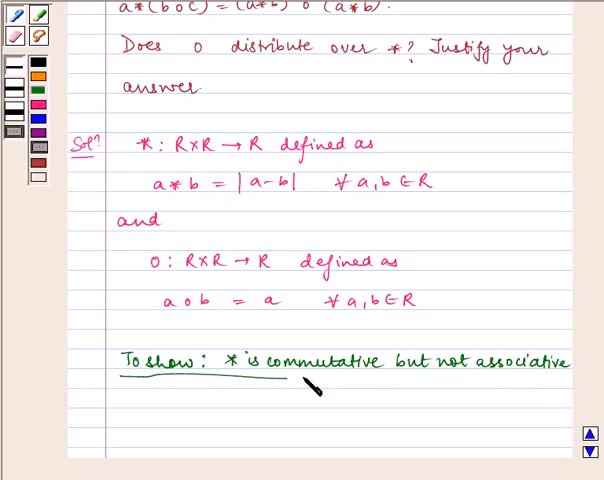 a*(b o c) = (a*b) o (a*b).
Does o distribute over *? Justify your
answer
Sol? *: R×R → R defined as
a*b = |a-b| ∀ a,b ∈ R
and
o: R×R → R defined as
a o b = a ∀ a,b ∈ R
To show: * is commutative but not associative